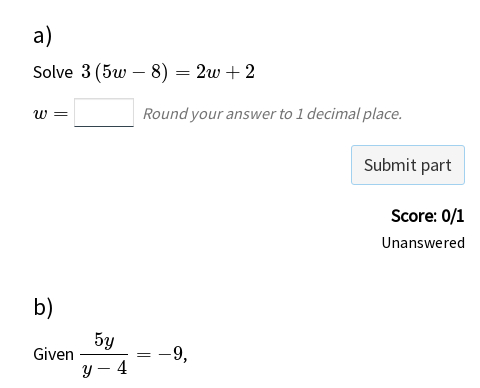 a)
Solve 3 (5w − 8) = 2w + 2
w = Round your answer to 1 decimal place.
Submit part
Score: 0/1
Unanswered
b)
Given 5y/(y − 4) = −9,